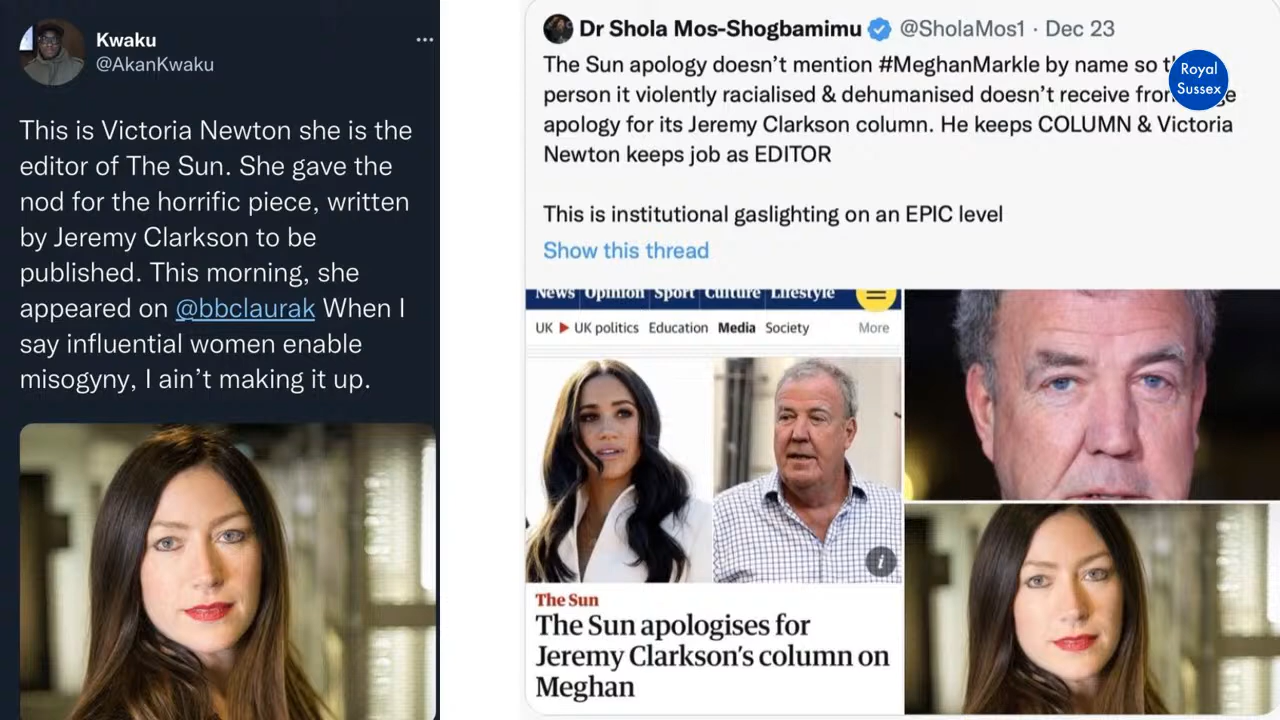 Kwaku
@AkanKwaku
This is Victoria Newton she is the
editor of The Sun. She gave the
nod for the horrific piece, written
by Jeremy Clarkson to be
published. This morning, she
appeared on @bbclaurak When I
say influential women enable
misogyny, I ain't making it up.
Dr Shola Mos-Shogbamimu @SholaMos1 · Dec 23
The Sun apology doesn't mention #MeghanMarkle by name so
person it violently racialised & dehumanised doesn't receive
apology for its Jeremy Clarkson column. He keeps COLUMN & Victoria
Newton keeps job as EDITOR
This is institutional gaslighting on an EPIC level
Show this thread
Royal
Sussex
News Opinion Sport Culture Lifestyle
UK UK politics Education Media Society More
The Sun
The Sun apologises for
Jeremy Clarkson's column on
Meghan